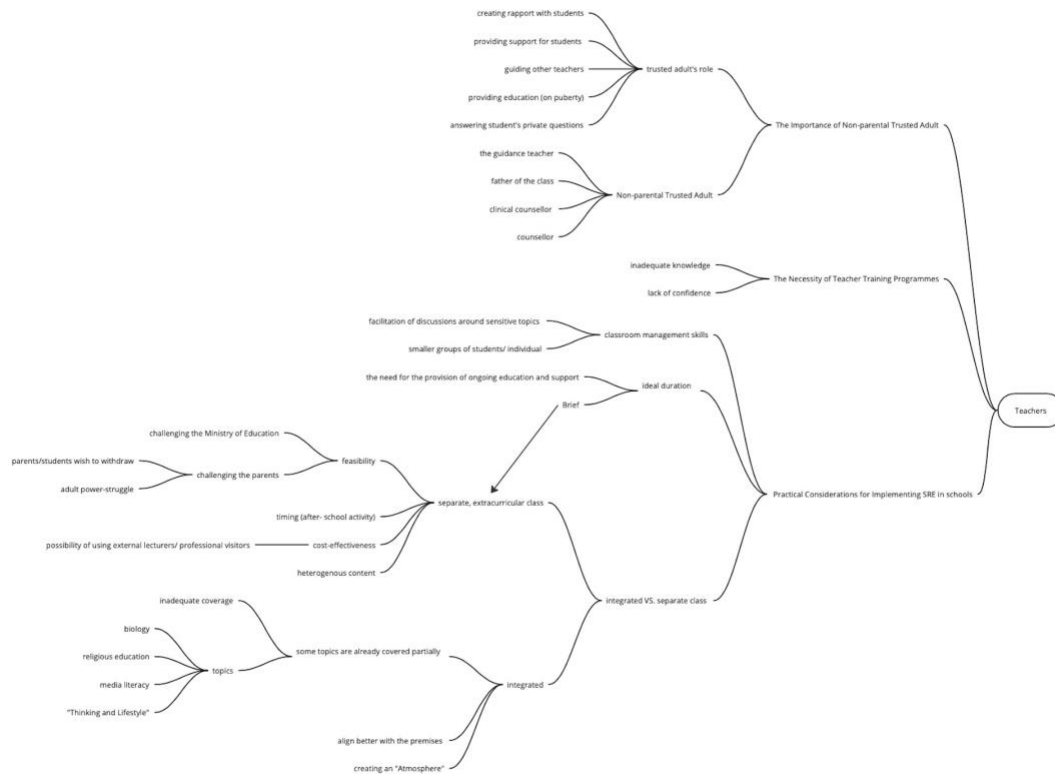 creating rapport with students
providing support for students
guiding other teachers
trusted adult's role
providing education (on puberty)
answering student's private questions
The Importance of Non-parental Trusted Adult
the guidance teacher
father of the class
Non-parental Trusted Adult
clinical counsellor
counsellor
inadequate knowledge
The Necessity of Teacher Training Programmes
lack of confidence
facilitation of discussions around sensitive topics
classroom management skills
smaller groups of students/ individual
the need for the provision of ongoing education and support
ideal duration
Brief
Teachers
challenging the Ministry of Education
parents/students wish to withdraw
feasibility
challenging the parents
adult power-struggle
separate, extracurricular class
Practical Considerations for Implementing SRE in schools
timing (after- school activity)
possibility of using external lecturers/ professional visitors
cost-effectiveness
heterogenous content
inadequate coverage
integrated VS. separate class
biology
some topics are already covered partially
religious education
topics
media literacy
integrated
"Thinking and Lifestyle"
align better with the premises
creating an "Atmosphere"